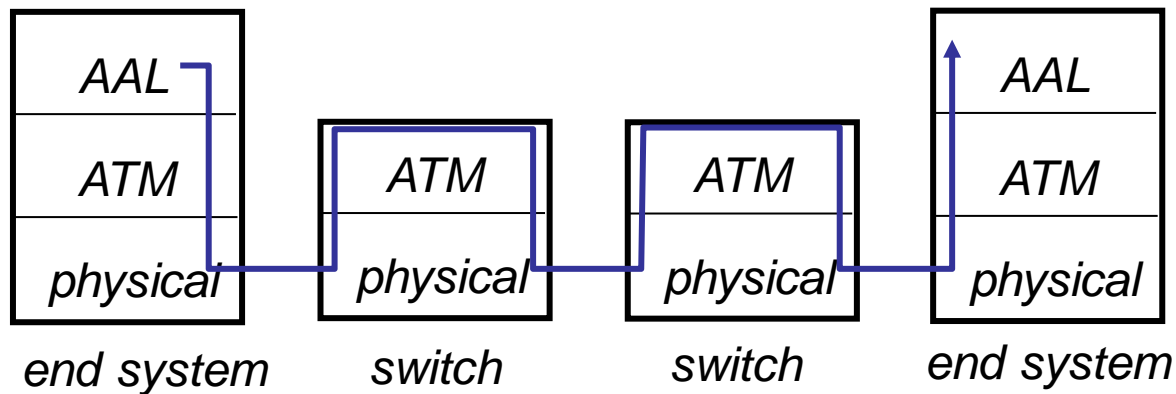 AAL
ATM
physical
end system
ATM
physical
switch
ATM
physical
switch
AAL
ATM
physical
end system